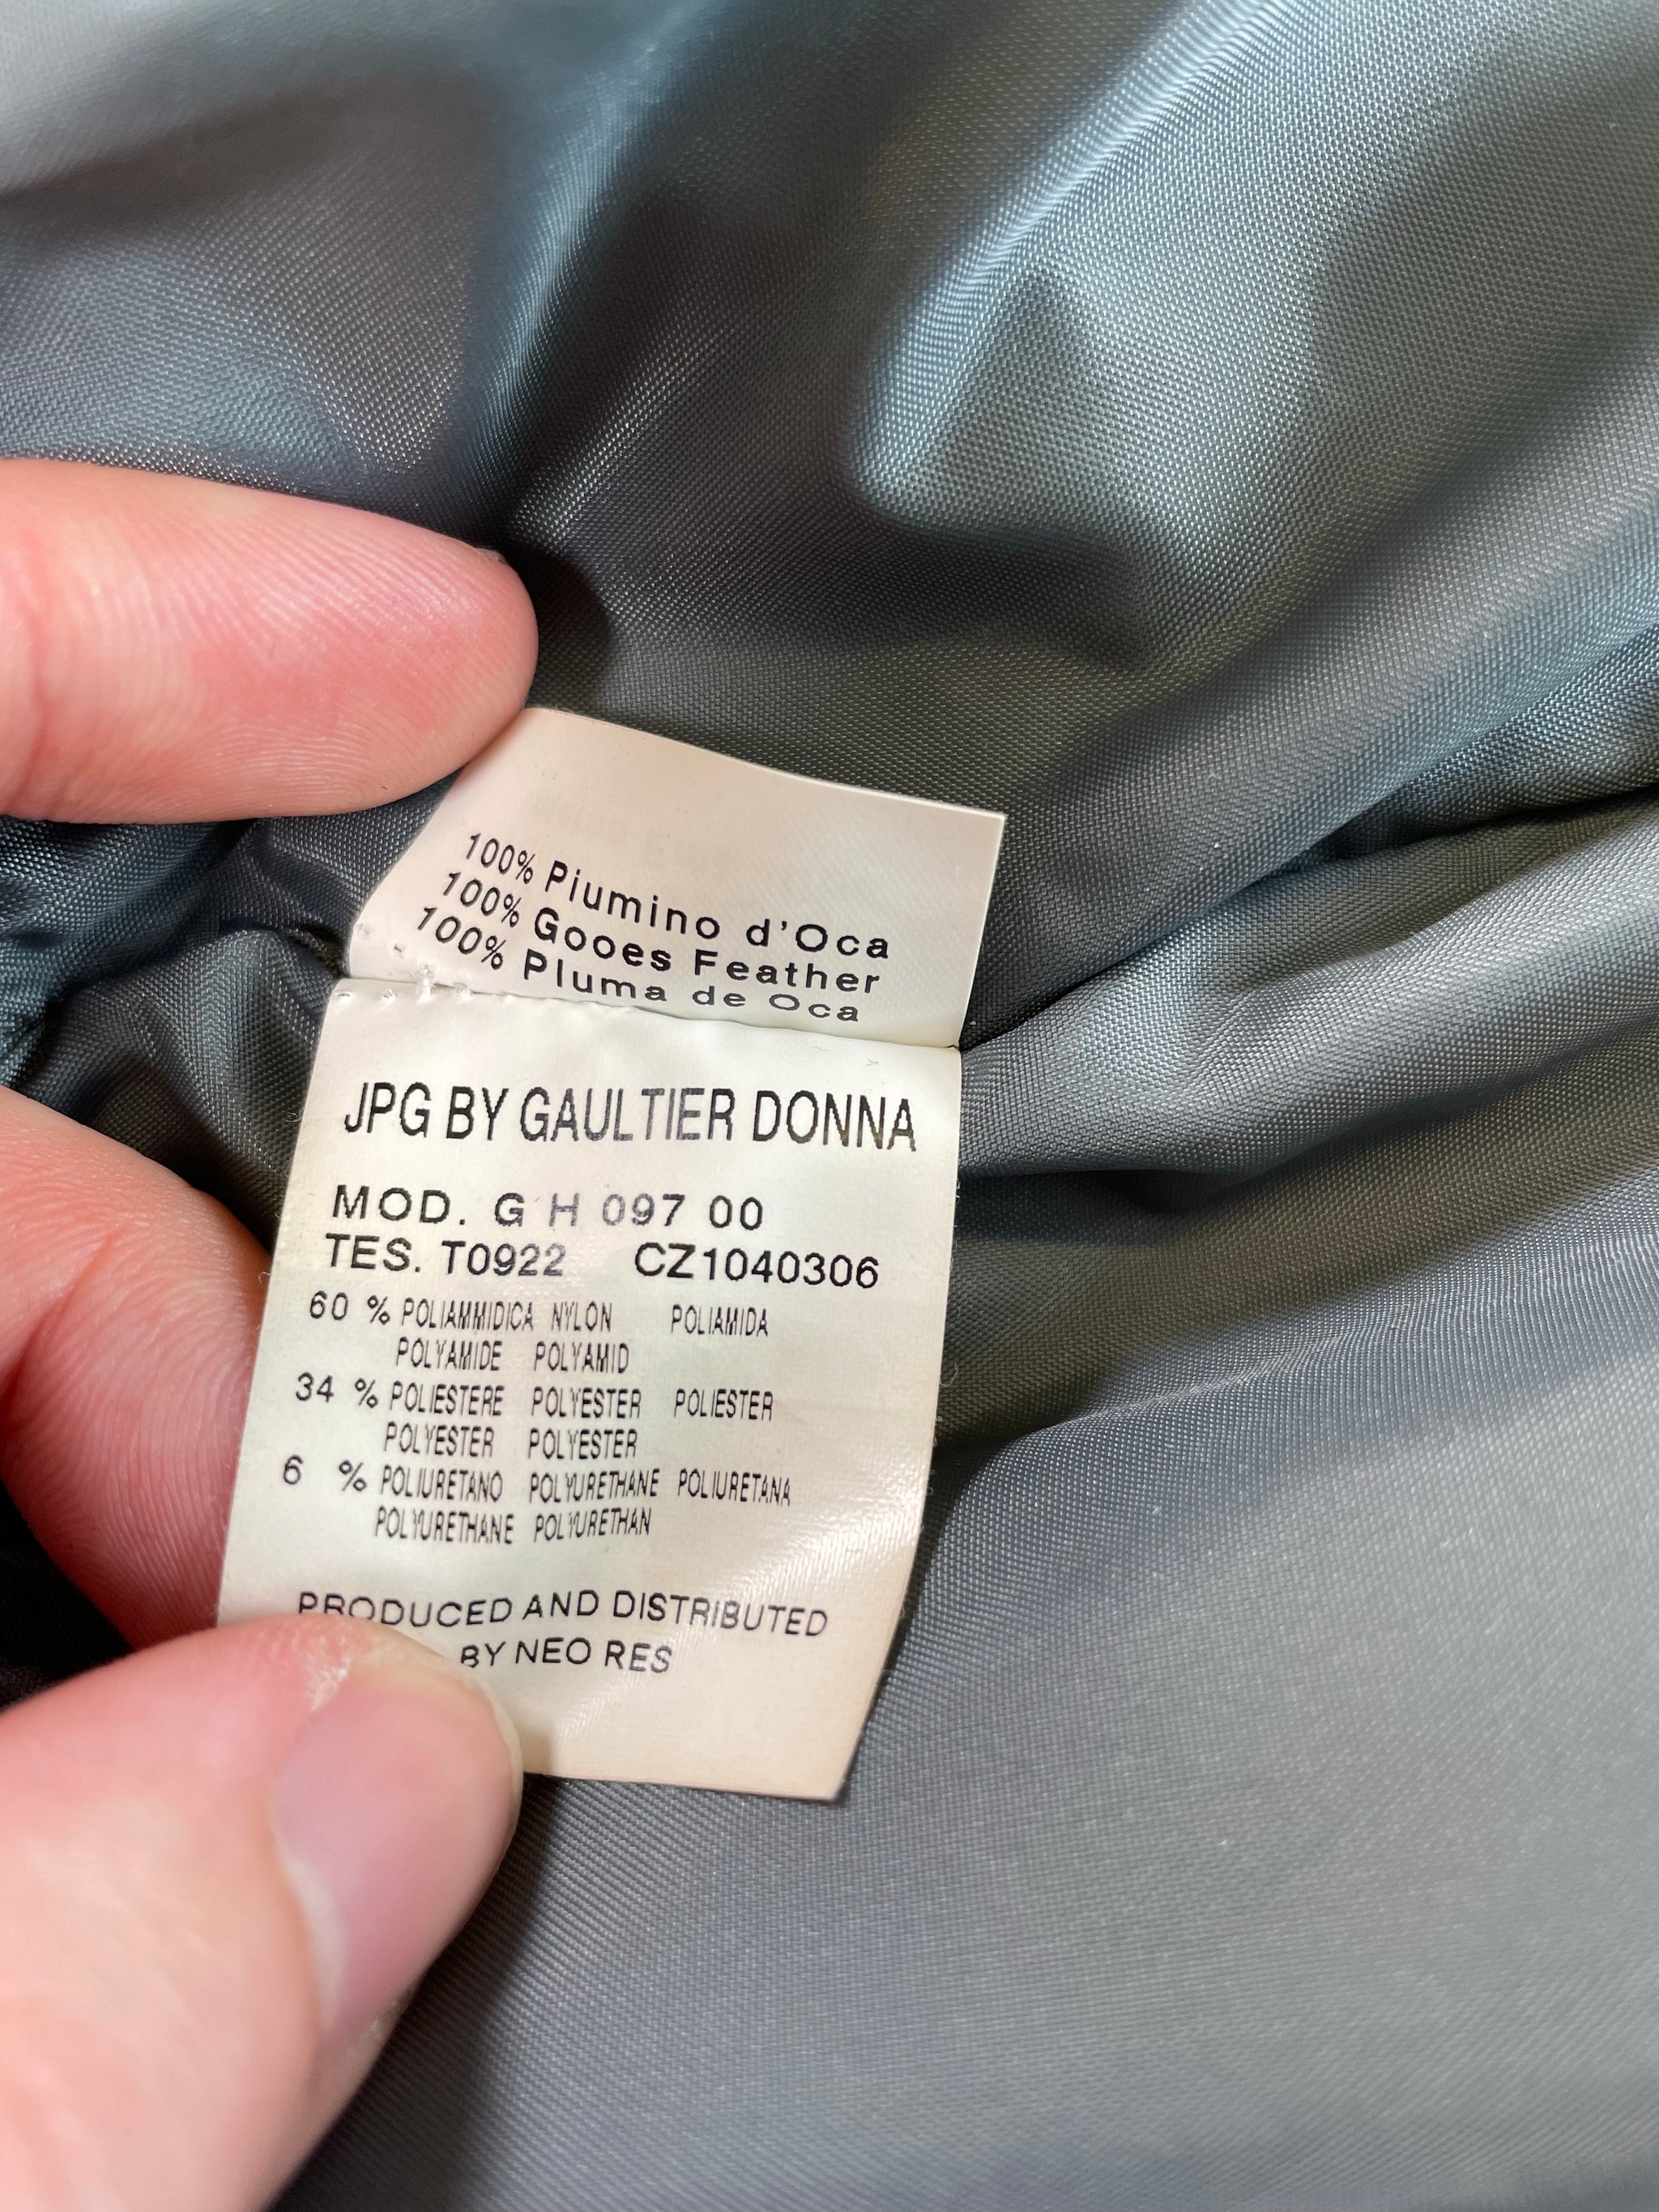 100% Piumino d'Oca
100% Gooes Feather
100% Pluma de Oca
JPG BY GAULTIER DONNA
MOD. G H 097 00
TES. T0922 CZ1040306
60 % POLIAMMIDICA NYLON POLIAMIDA
POLYAMIDE POLYAMID
34 % POLIESTERE POLYESTER POLIESTER
POLYESTER POLYESTER
6 % POLIURETANO POLYURETHANE POLIURETANA
POLYURETHANE POLYURETHAN
PRODUCED AND DISTRIBUTED
BY NEO RES